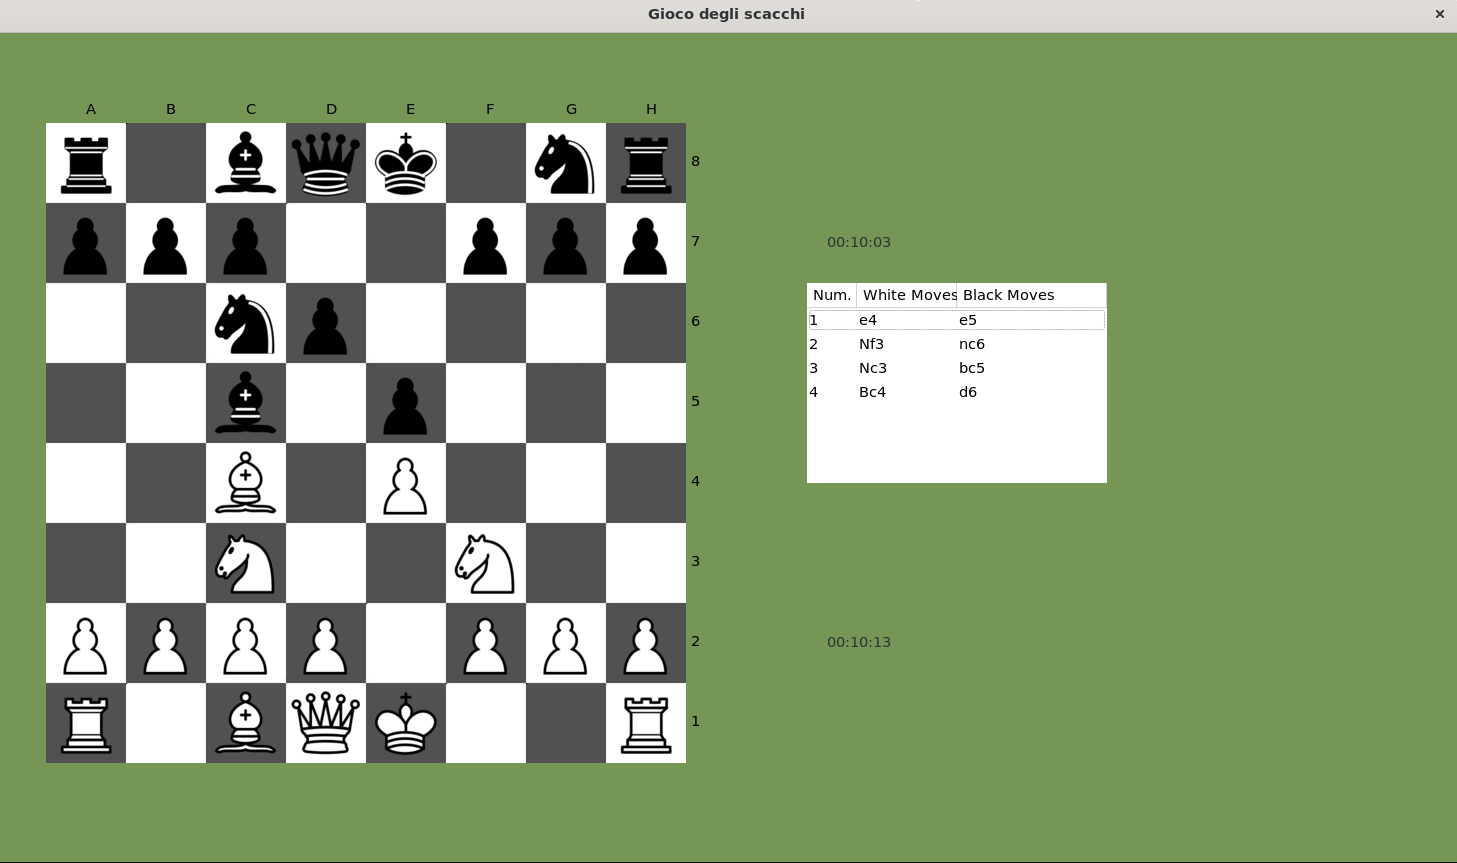 Gioco degli scacchi ×
A B C D E F G H
8
7
6
5
4
3
2
1
00:10:03
Num. White Moves Black Moves
1 e4 e5
2 Nf3 nc6
3 Nc3 bc5
4 Bc4 d6
00:10:13